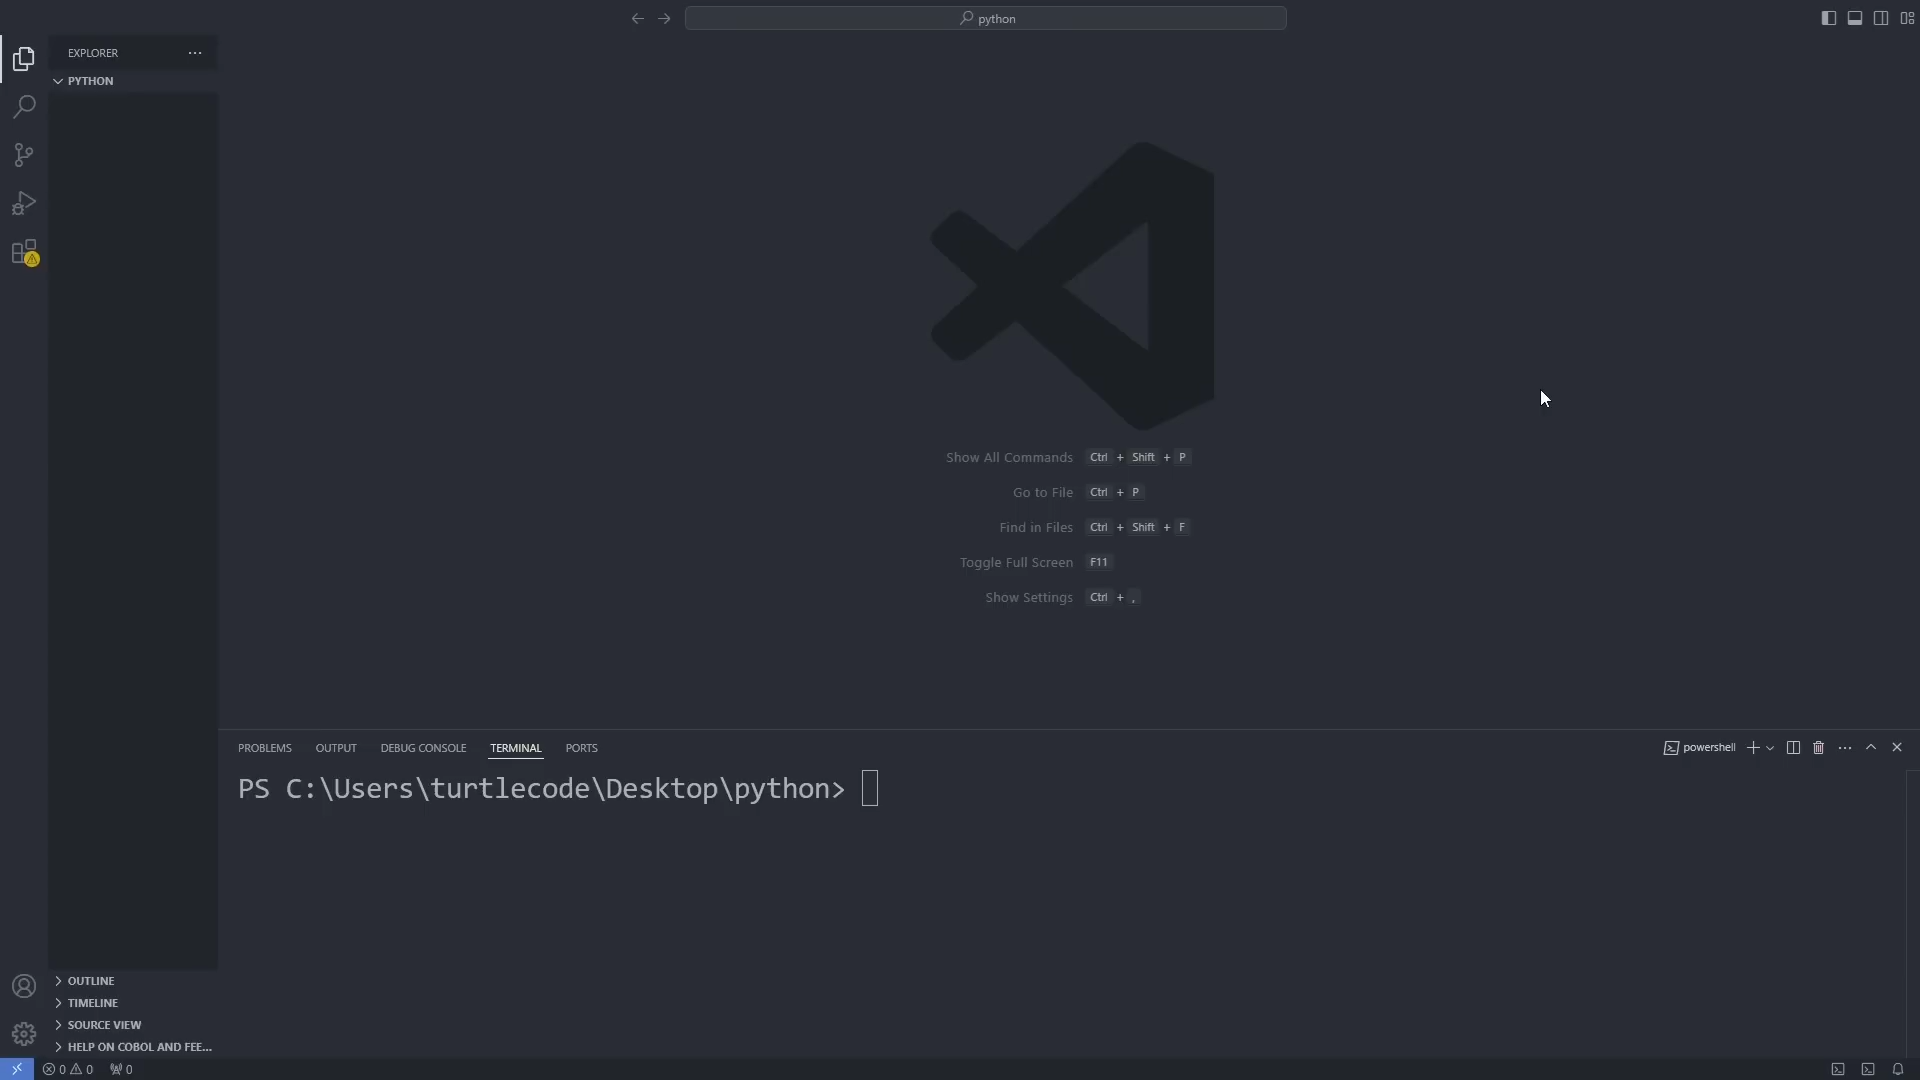 python
EXPLORER
PYTHON
Show All Commands Ctrl + Shift + P
Go to File Ctrl + P
Find in Files Ctrl + Shift + F
Toggle Full Screen F11
Show Settings Ctrl + ,
PROBLEMS OUTPUT DEBUG CONSOLE TERMINAL PORTS powershell
PS C:\Users\turtlecode\Desktop\python>
OUTLINE
TIMELINE
SOURCE VIEW
HELP ON COBOL AND FEE...
0 0 0